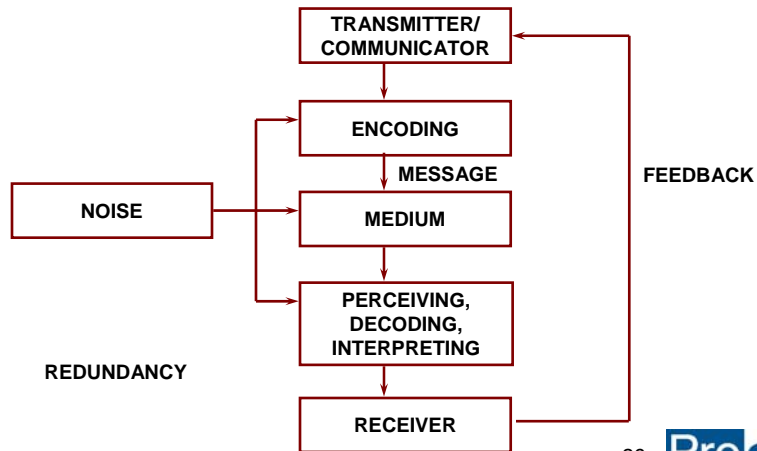 TRANSMITTER/
COMMUNICATOR
ENCODING
MESSAGE
FEEDBACK
NOISE
MEDIUM
PERCEIVING,
DECODING,
INTERPRETING
REDUNDANCY
RECEIVER